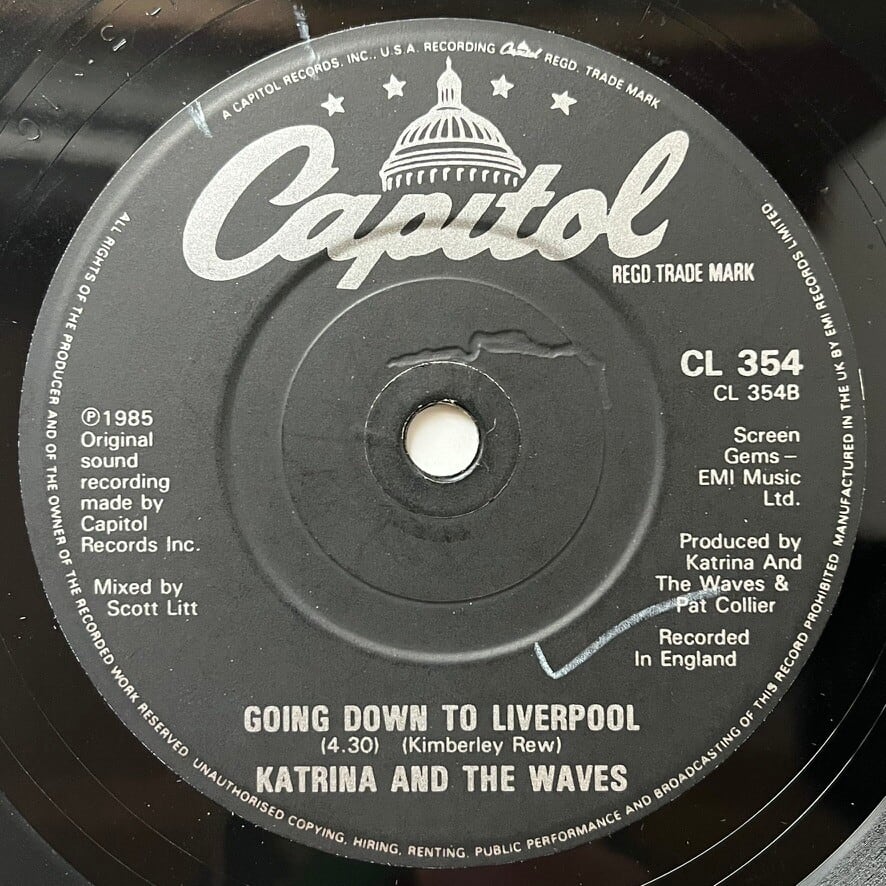 A CAPITOL RECORDS, INC., U.S.A. RECORDING Capitol REGD. TRADE MARK
Capitol
REGD. TRADE MARK
CL 354
CL 354B
℗1985
Original
sound
recording
made by
Capitol
Records Inc.
Mixed by
Scott Litt
Screen
Gems–
EMI Music
Ltd.
Produced by
Katrina And
The Waves &
Pat Collier
Recorded
In England
GOING DOWN TO LIVERPOOL
(4.30) (Kimberley Rew)
KATRINA AND THE WAVES
ALL RIGHTS OF THE PRODUCER AND OF THE OWNER OF THE RECORDED WORK RESERVED UNAUTHORISED COPYING, HIRING, RENTING, PUBLIC PERFORMANCE AND BROADCASTING OF THIS RECORD PROHIBITED MANUFACTURED IN THE UK BY EMI RECORDS LIMITED